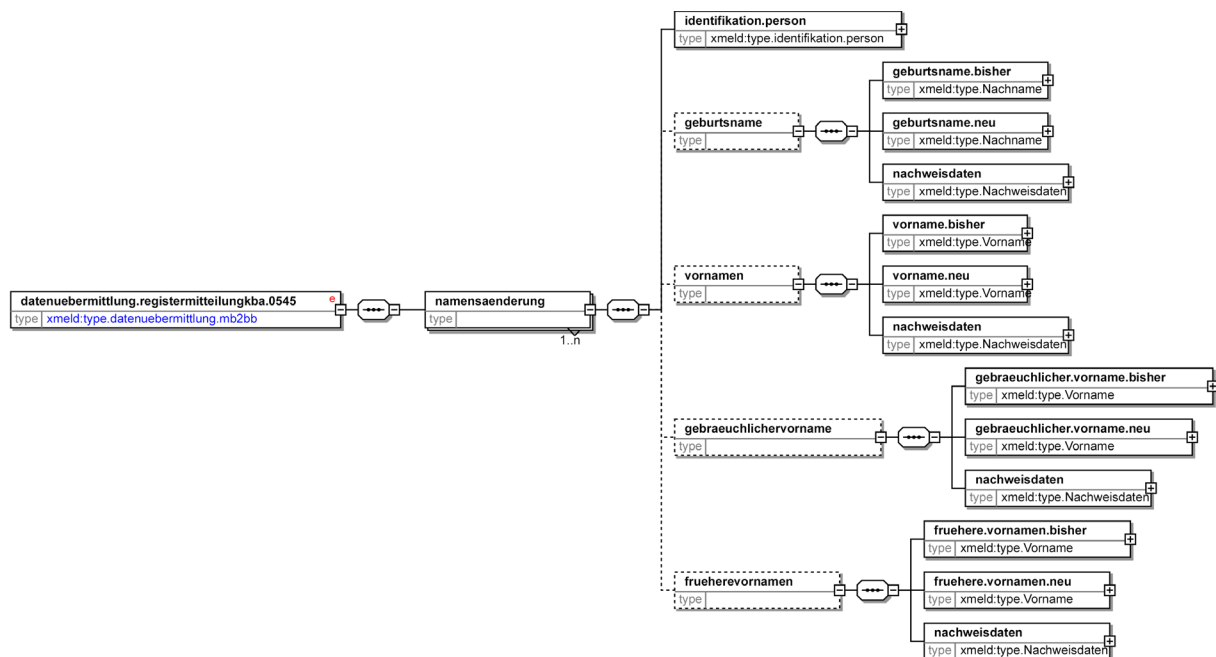 identifikation.person
type xmeld:type.identifikation.person
geburtsname.bisher
type xmeld:type.Nachname
geburtsname
type
geburtsname.neu
type xmeld:type.Nachname
nachweisdaten
type xmeld:type.Nachweisdaten
vorname.bisher
type xmeld:type.Vorname
vornamen
type
vorname.neu
type xmeld:type.Vorname
nachweisdaten
type xmeld:type.Nachweisdaten
datenuebermittlung.registermitteilungkba.0545 e
type xmeld:type.datenuebermittlung.mb2bb
namensaenderung
type
1..n
gebraeuchlicher.vorname.bisher
type xmeld:type.Vorname
gebraeuchlichervorname
type
gebraeuchlicher.vorname.neu
type xmeld:type.Vorname
nachweisdaten
type xmeld:type.Nachweisdaten
fruehere.vornamen.bisher
type xmeld:type.Vorname
frueherevornamen
type
fruehere.vornamen.neu
type xmeld:type.Vorname
nachweisdaten
type xmeld:type.Nachweisdaten